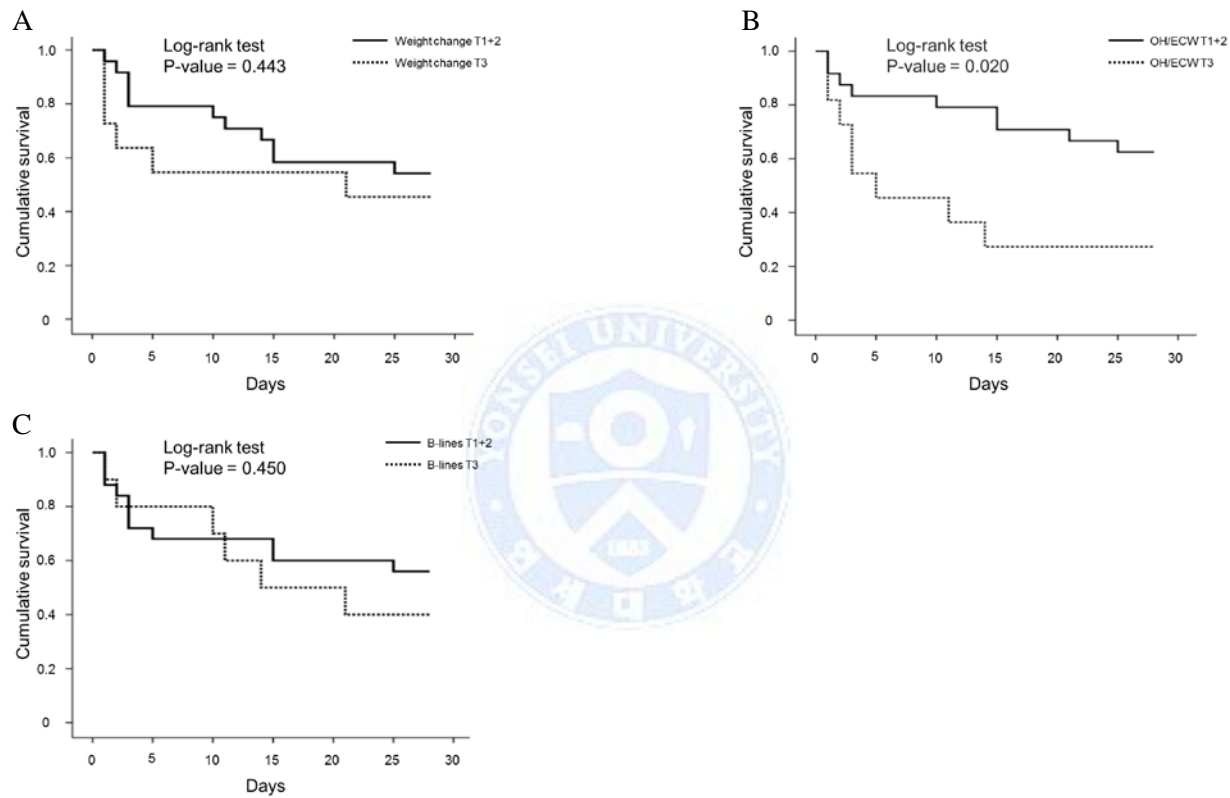 A
Log-rank test
P-value = 0.443
Weight change T1+2
Weight change T3
Cumulative survival
1.0
0.8
0.6
0.4
0.2
0
0 5 10 15 20 25 30
Days
B
Log-rank test
P-value = 0.020
OH/ECW T1+2
OH/ECW T3
Cumulative survival
1.0
0.8
0.6
0.4
0.2
0
0 5 10 15 20 25 30
Days
C
Log-rank test
P-value = 0.450
B-lines T1+2
B-lines T3
Cumulative survival
1.0
0.8
0.6
0.4
0.2
0
0 5 10 15 20 25 30
Days
YONSEI UNIVERSITY
1885